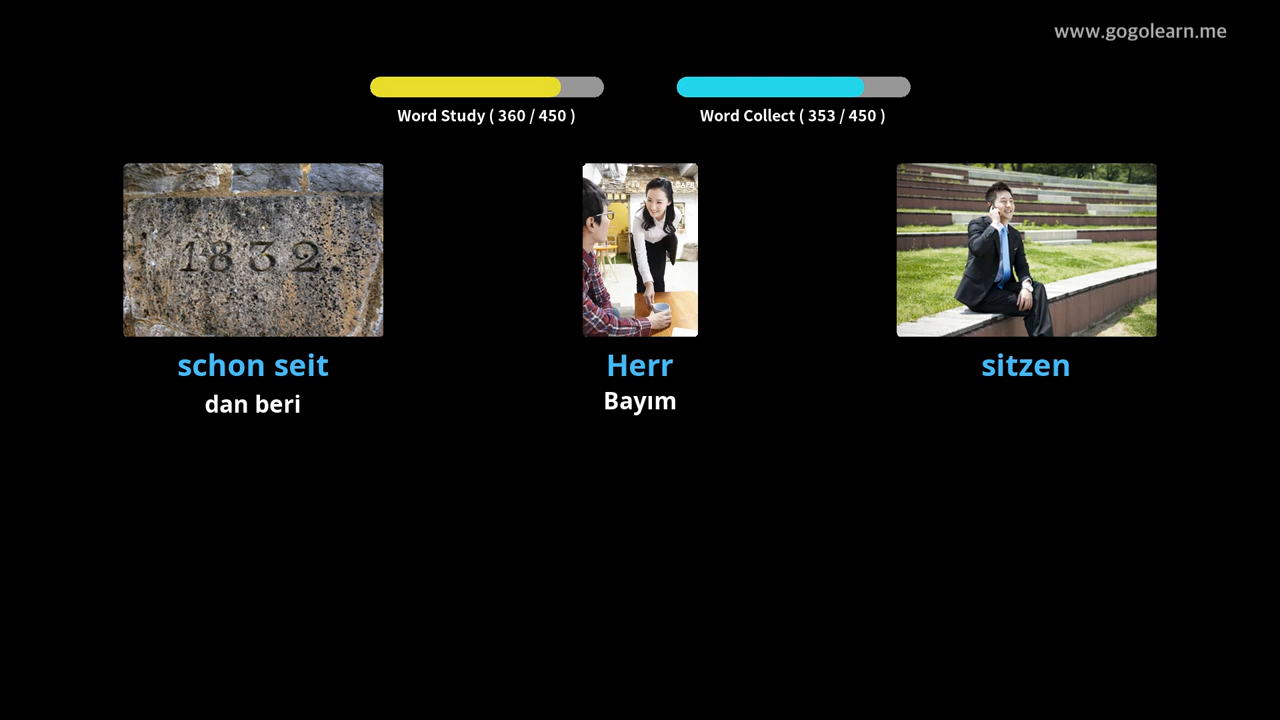 www.gogolearn.me
Word Study ( 360 / 450 )
Word Collect ( 353 / 450 )
1832.
CAFE
schon seit
Herr
sitzen
dan beri
Bayım